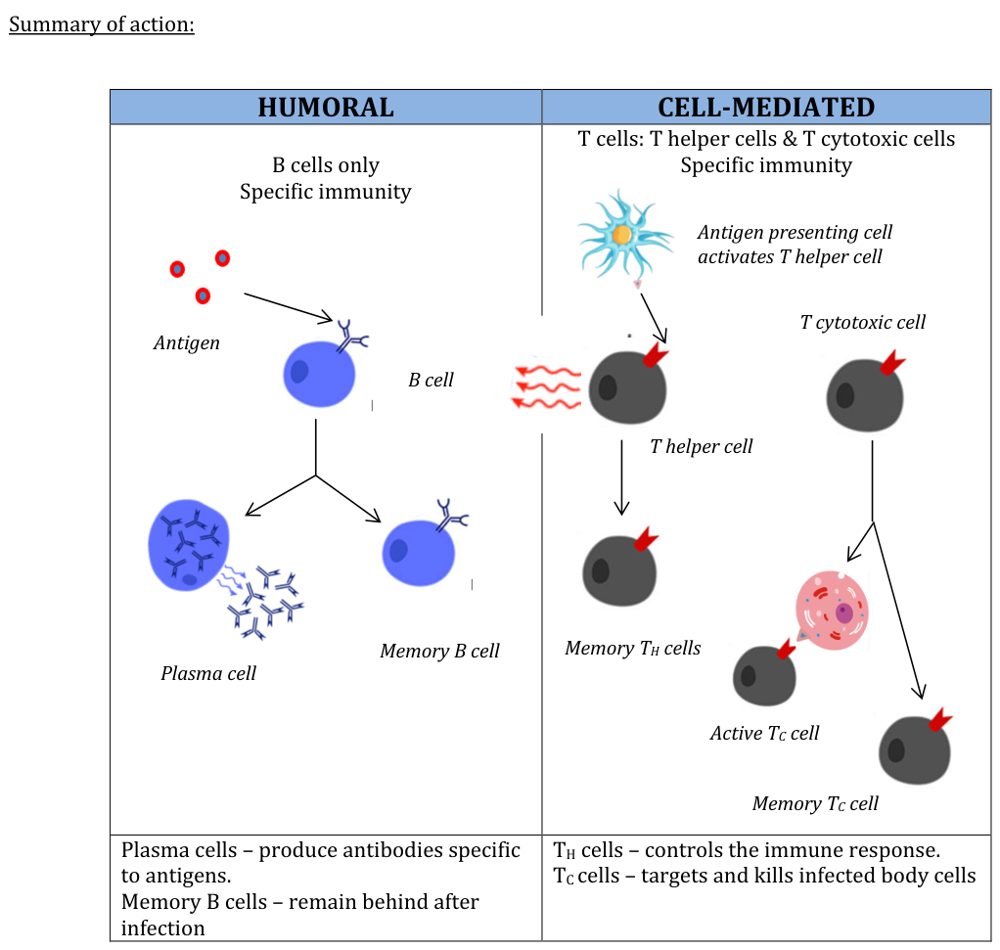 Summary of action:
HUMORAL
B cells only
Specific immunity
Antigen
B cell
Plasma cell
Memory B cell
Plasma cells – produce antibodies specific
to antigens.
Memory B cells – remain behind after
infection
CELL-MEDIATED
T cells: T helper cells & T cytotoxic cells
Specific immunity
Antigen presenting cell
activates T helper cell
T cytotoxic cell
T helper cell
Memory TH cells
Active TC cell
Memory TC cell
TH cells – controls the immune response.
TC cells – targets and kills infected body cells